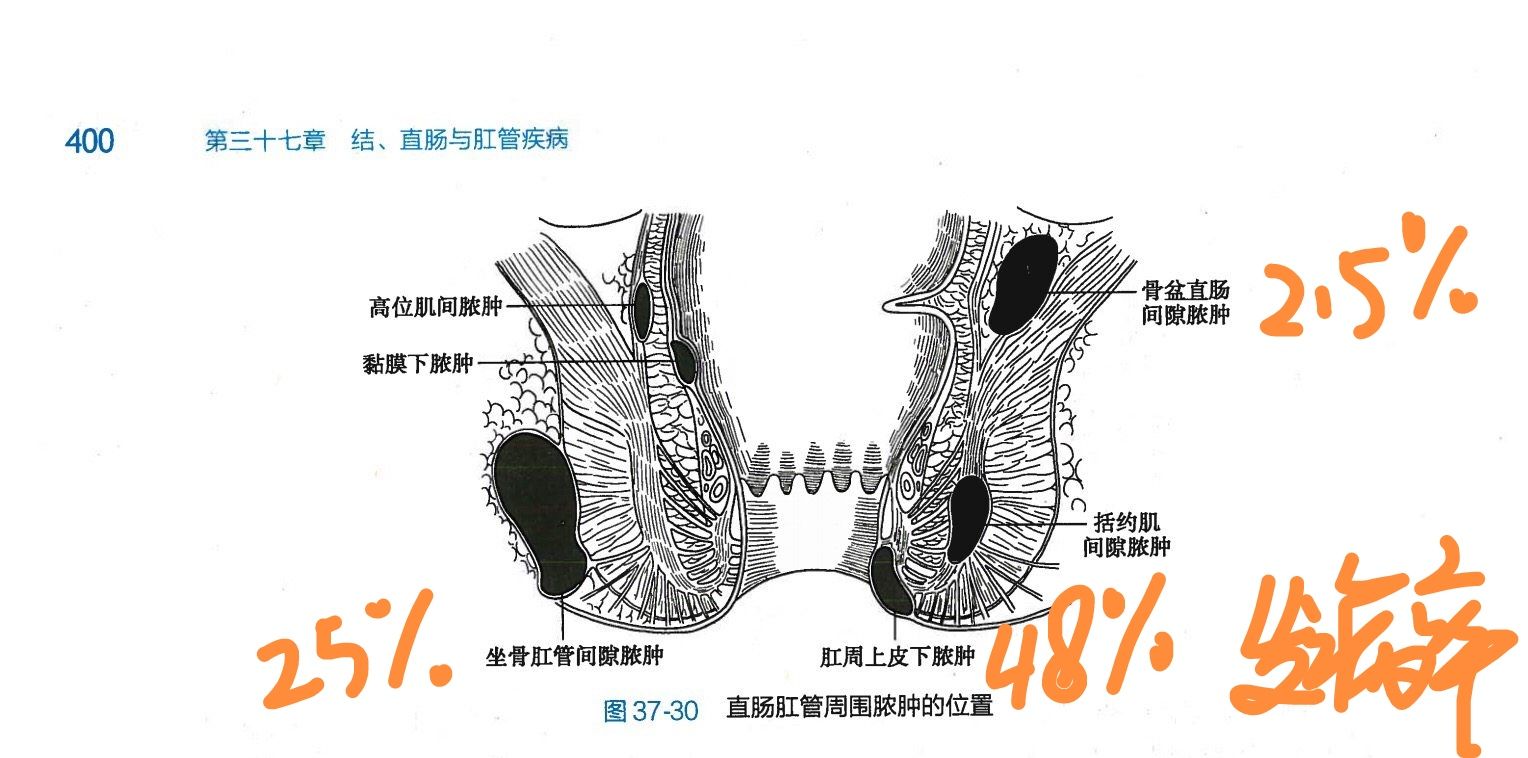 400 第三十七章 结、直肠与肛管疾病
高位肌间脓肿
黏膜下脓肿
骨盆直肠
间隙脓肿
2.5%
括约肌
间隙脓肿
坐骨肛管间隙脓肿
25%
肛周上皮下脓肿
48% 发病率
图 37-30 直肠肛管周围脓肿的位置